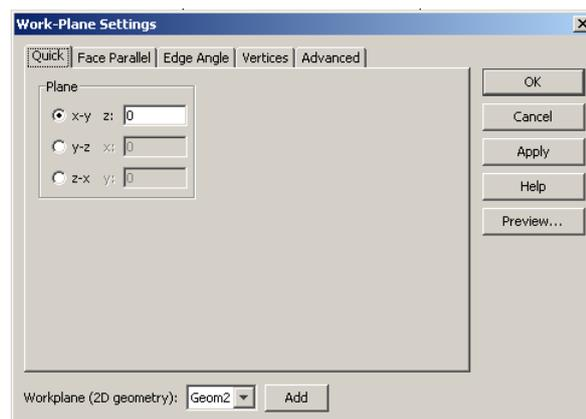 Work-Plane Settings
Quick Face Parallel Edge Angle Vertices Advanced
Plane
x-y z: 0
y-z x: 0
z-x y: 0
OK
Cancel
Apply
Help
Preview...
Workplane (2D geometry): Geom2 Add